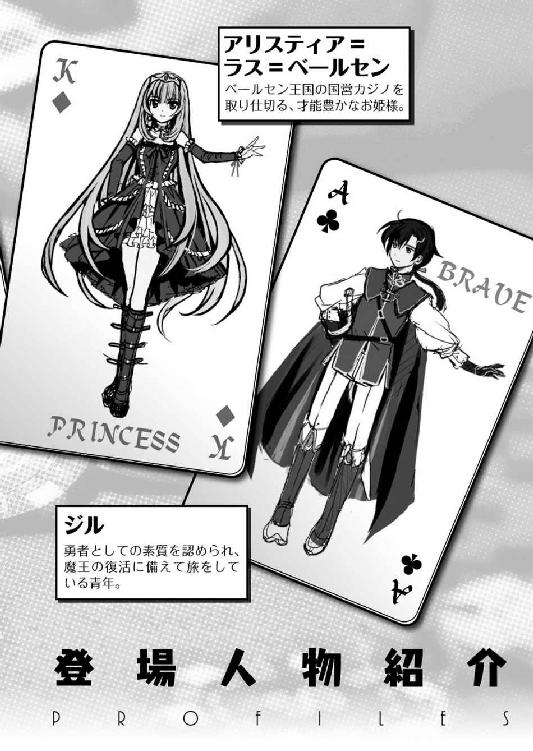 アリスティア＝
ラス＝ベールセン
ベールセン王国の国営カジノを
取り仕切る、才能豊かなお姫様。
K
PRINCESS
K
A
BRAVE
A
ジル
勇者としての素質を認められ、
魔王の復活に備えて旅をして
いる青年。
登場人物紹介
PROFILES